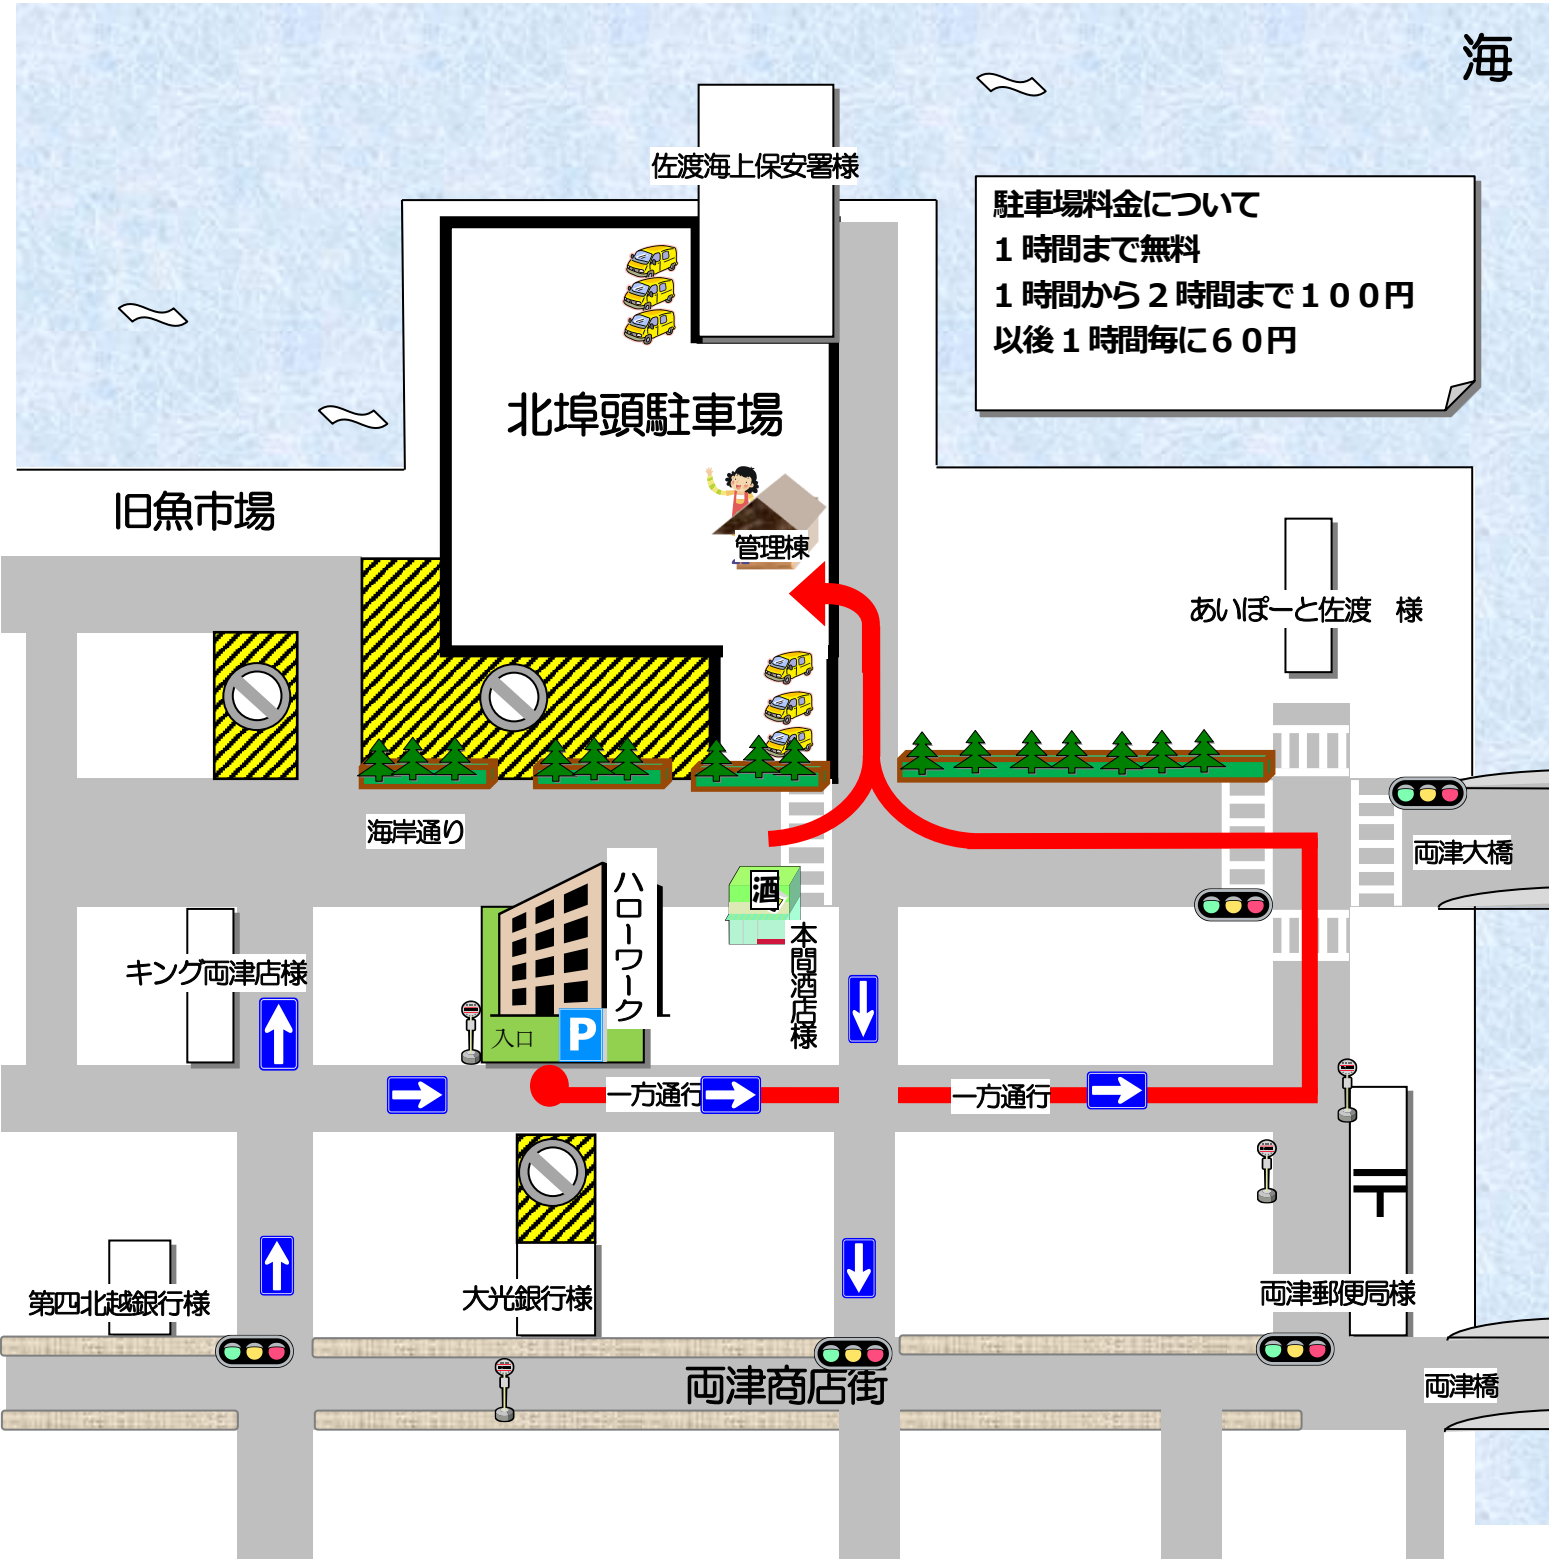 海
佐渡海上保安署様
駐車場料金について
１時間まで無料
１時間から２時間まで１００円
以後１時間毎に６０円
北埠頭駐車場
旧魚市場
管理棟
あいぽーと佐渡　様
海岸通り
両津大橋
ハローワーク
酒
本間酒店様
キング両津店様
入口
P
一方通行
一方通行
第四北越銀行様
大光銀行様
両津郵便局様
両津商店街
両津橋